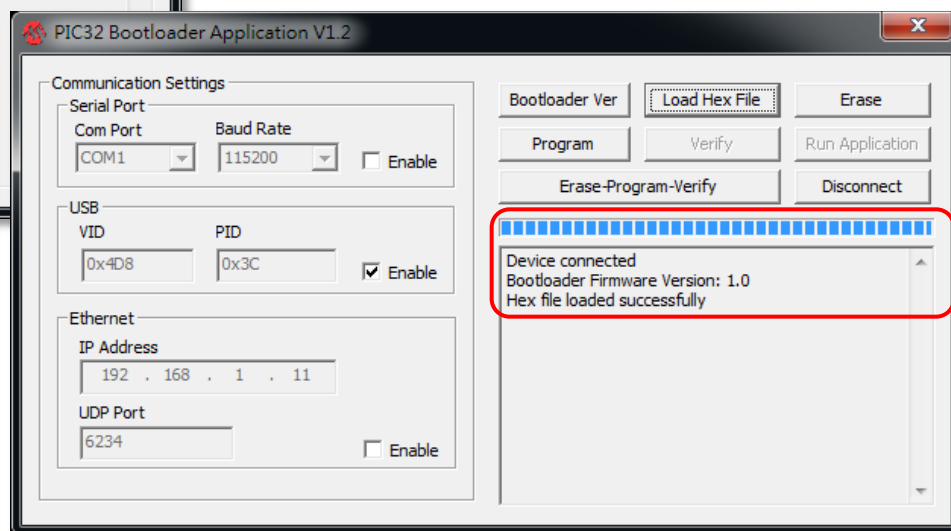 PIC32 Bootloader Application V1.2
Communication Settings
Serial Port
Com Port Baud Rate
COM1 115200 Enable
USB
VID PID
0x4D8 0x3C Enable
Ethernet
IP Address
192 . 168 . 1 . 11
UDP Port
6234 Enable
Bootloader Ver Load Hex File Erase
Program Verify Run Application
Erase-Program-Verify Disconnect
Device connected
Bootloader Firmware Version: 1.0
Hex file loaded successfully